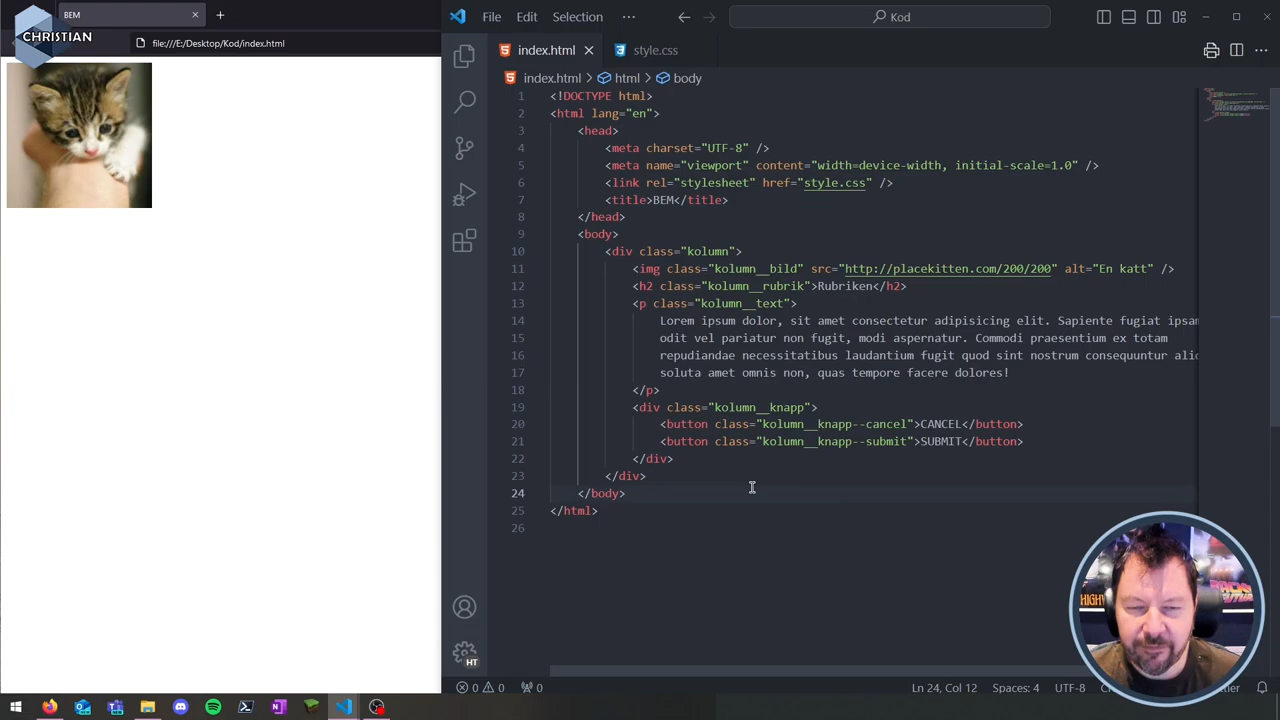 BEM
CHRISTIAN
file:///E:/Desktop/Kod/index.html
File Edit Selection ··· Kod
index.html style.css
index.html > html > body
1 <!DOCTYPE html>
2 <html lang="en">
3 <head>
4 <meta charset="UTF-8" />
5 <meta name="viewport" content="width=device-width, initial-scale=1.0" />
6 <link rel="stylesheet" href="style.css" />
7 <title>BEM</title>
8 </head>
9 <body>
10 <div class="kolumn">
11 <img class="kolumn__bild" src="http://placekitten.com/200/200" alt="En katt" />
12 <h2 class="kolumn__rubrik">Rubriken</h2>
13 <p class="kolumn__text">
14 Lorem ipsum dolor, sit amet consectetur adipisicing elit. Sapiente fugiat ipsam
15 odit vel pariatur non fugit, modi aspernatur. Commodi praesentium ex totam
16 repudiandae necessitatibus laudantium fugit quod sint nostrum consequuntur alic
17 soluta amet omnis non, quas tempore facere dolores!
18 </p>
19 <div class="kolumn__knapp">
20 <button class="kolumn__knapp--cancel">CANCEL</button>
21 <button class="kolumn__knapp--submit">SUBMIT</button>
22 </div>
23 </div>
24 </body>
25 </html>
26
HT
0 0 0 Ln 24, Col 12 Spaces: 4 UTF-8